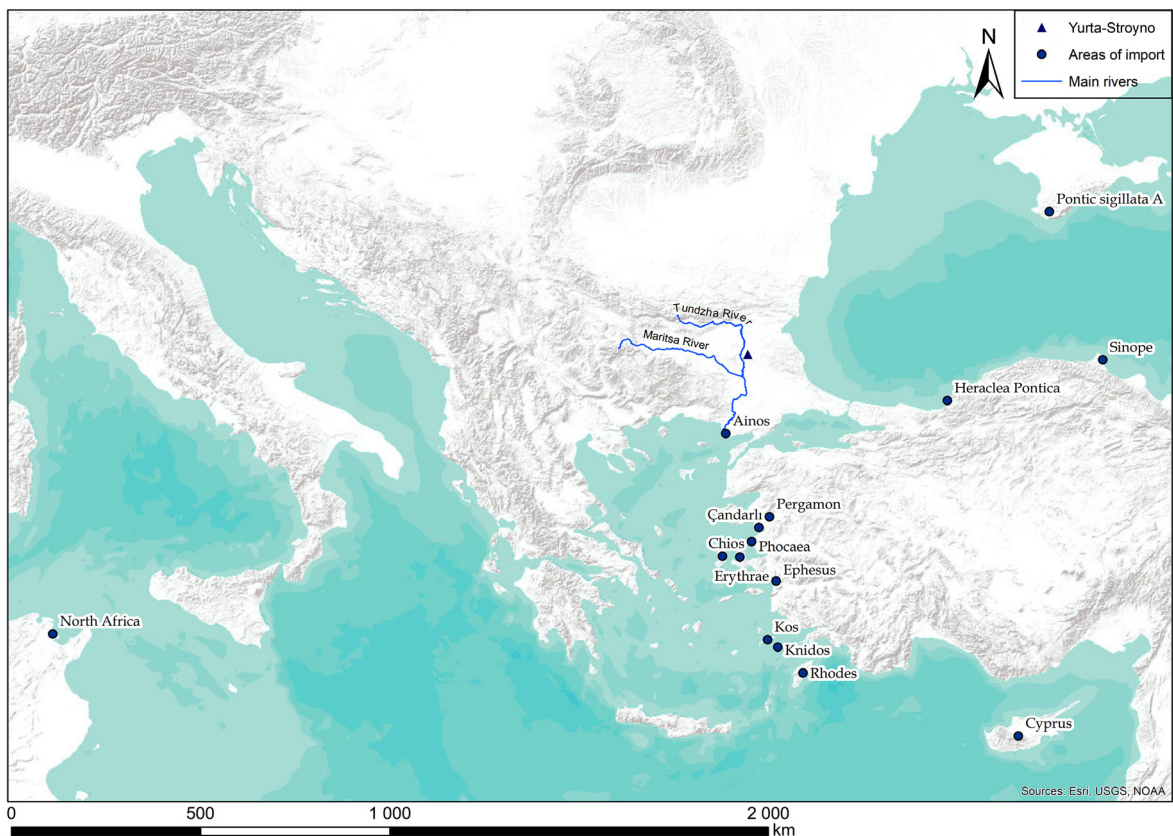 N
Yurta-Stroyno
Areas of import
Main rivers
Pontic sigillata A
Tundzha River
Maritsa River
Sinope
Heraclea Pontica
Ainos
Pergamon
Çandarlı
Chios
Phocaea
Erythrae
Ephesus
North Africa
Kos
Knidos
Rhodes
Cyprus
Sources: Esri, USGS, NOAA
0 500 1 000 2 000
km